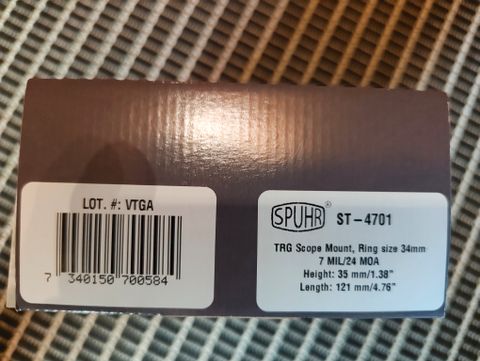 LOT. #: VTGA
7 340150 700584
SPUHR® ST-4701
TRG Scope Mount, Ring size 34mm
7 MIL/24 MOA
Height: 35 mm/1.38"
Length: 121 mm/4.76"